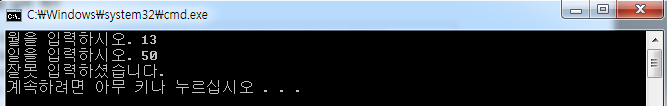 C:\Windows\system32\cmd.exe
월을 입력하시오. 13
일을 입력하시오. 50
잘못 입력하셨습니다.
계속하려면 아무 키나 누르십시오 . . .